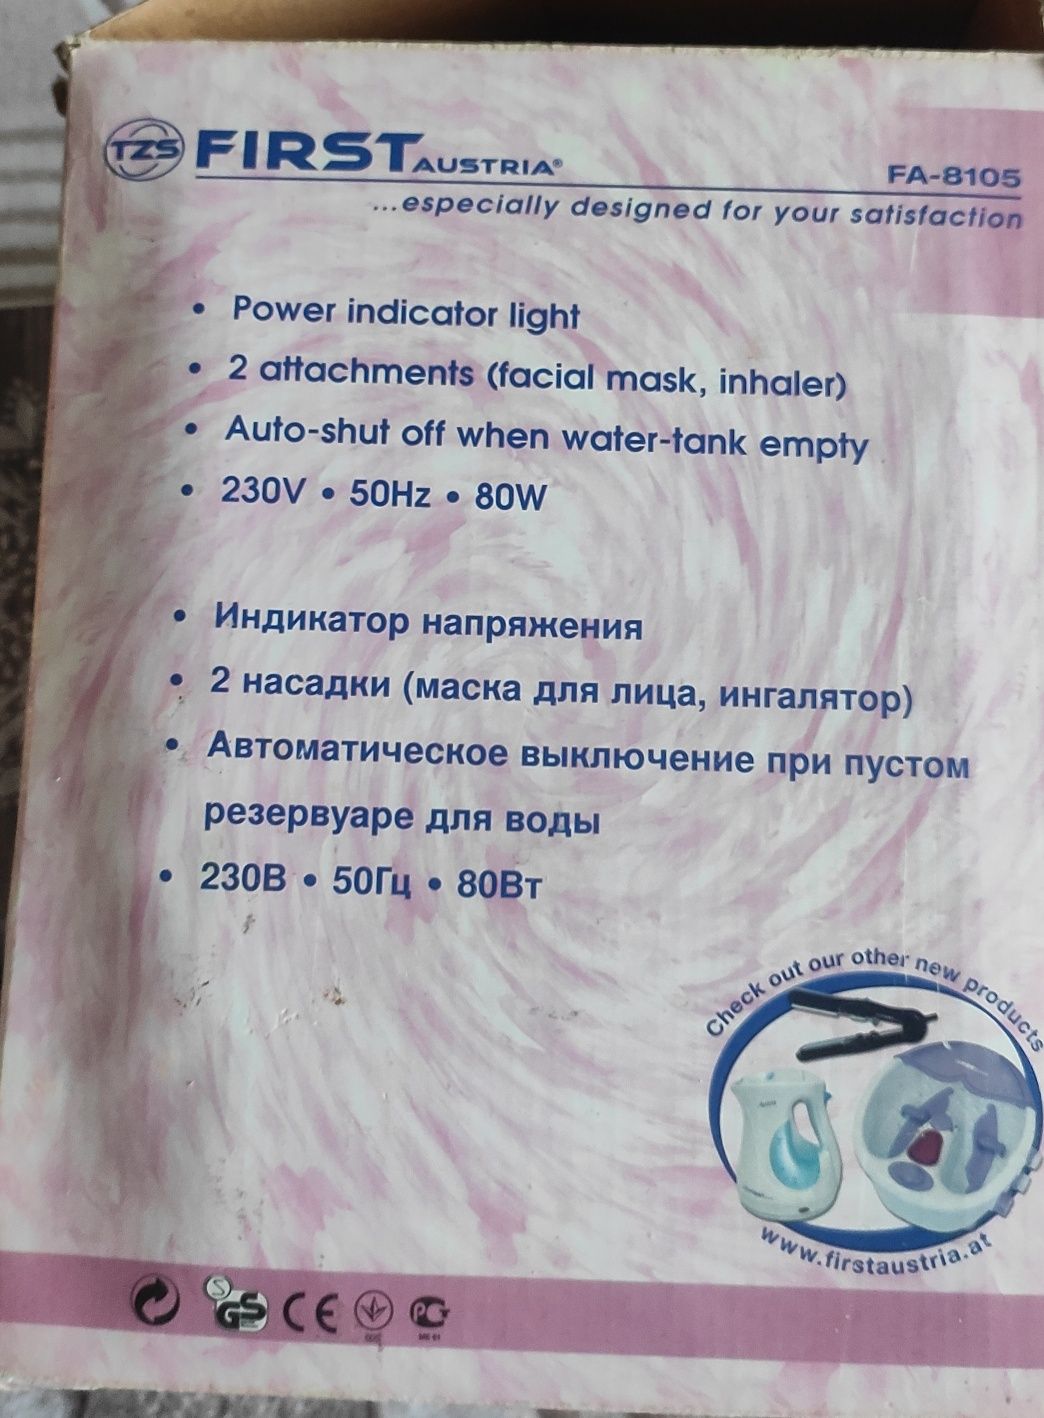 TZS FIRST AUSTRIA®
FA-8105
...especially designed for your satisfaction
• Power indicator light
• 2 attachments (facial mask, inhaler)
• Auto-shut off when water-tank empty
• 230V • 50Hz • 80W
• Индикатор напряжения
• 2 насадки (маска для лица, ингалятор)
• Автоматическое выключение при пустом
резервуаре для воды
• 230В • 50Гц • 80Вт
Check out our other new products
www.firstaustria.at
S GS CE РСТ